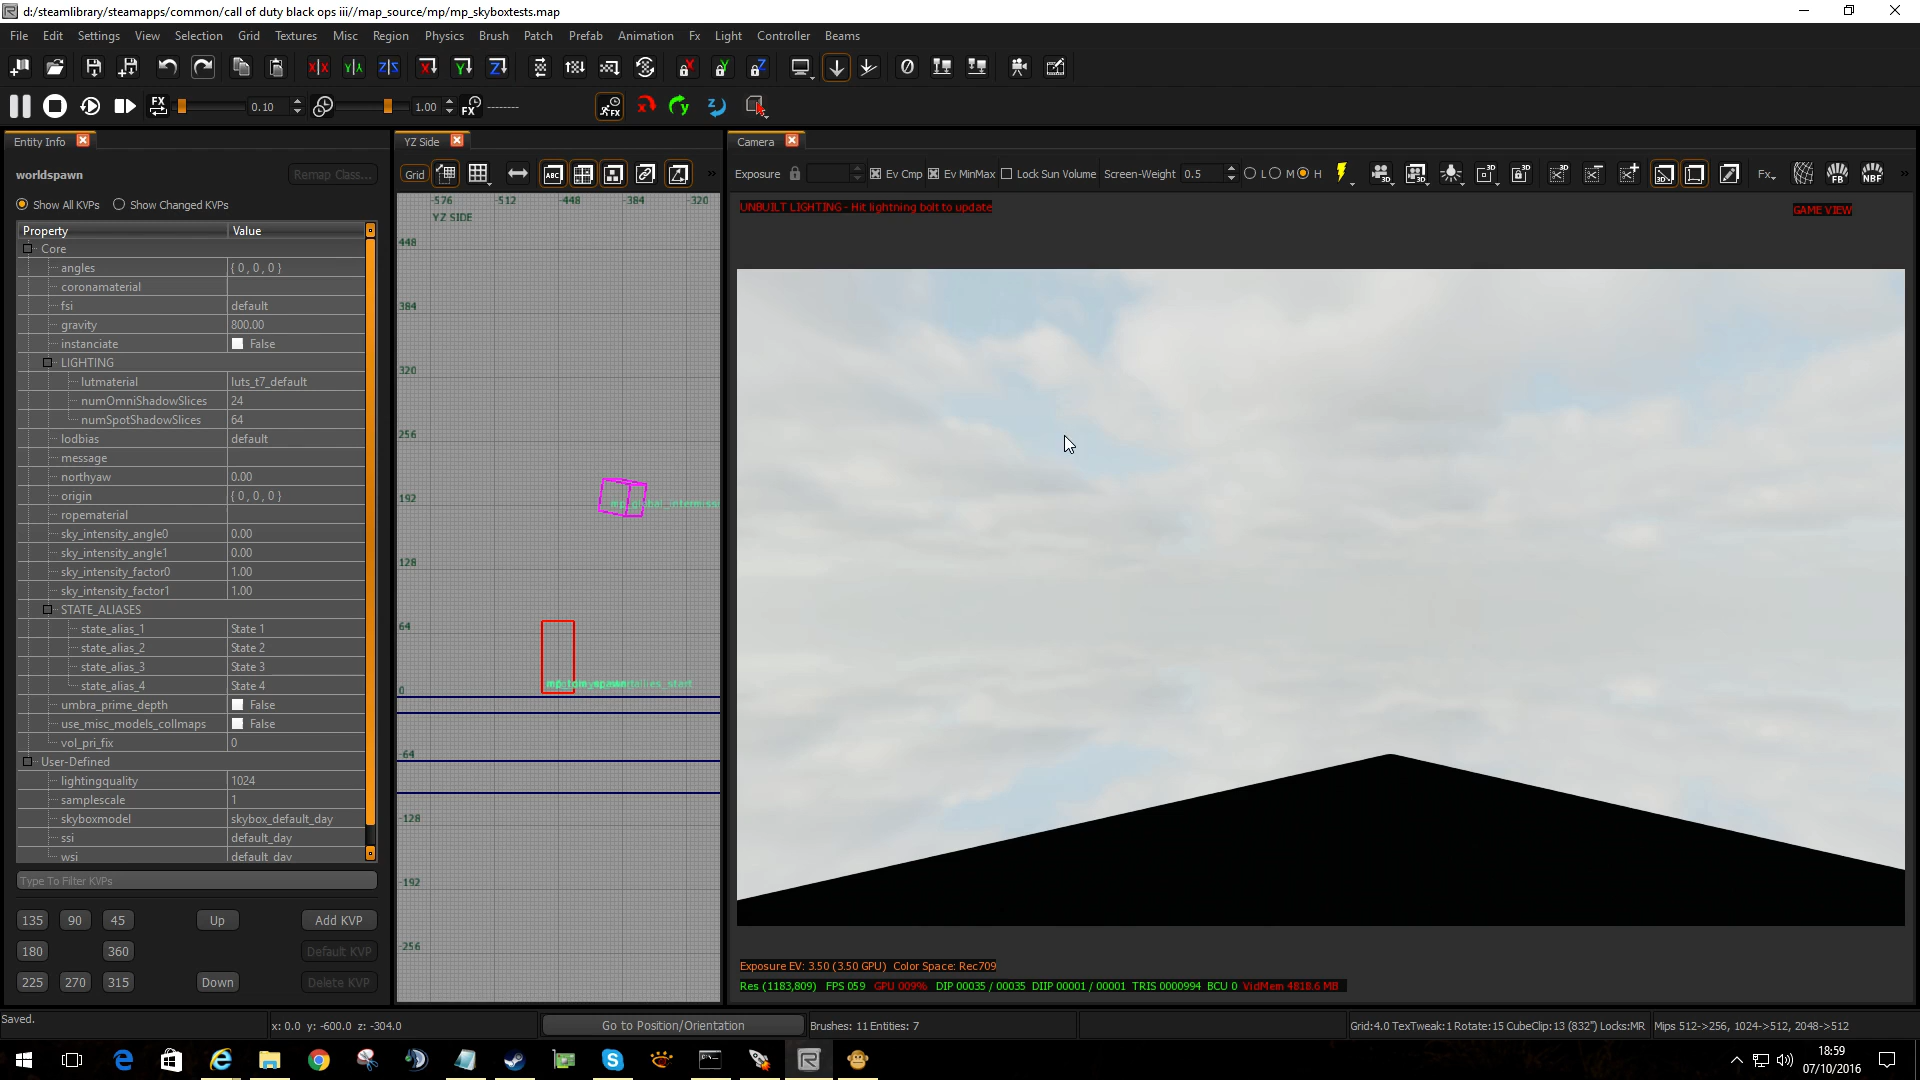 d:/steamlibrary/steamapps/common/call of duty black ops iii//map_source/mp/mp_skyboxtests.map
File Edit Settings View Selection Grid Textures Misc Region Physics Brush Patch Prefab Animation Fx Light Controller Beams
FX 0.10 1.00 FX --------
Entity Info YZ Side Camera
worldspawn Remap Class... Grid ABC Exposure Ev Cmp Ev MinMax Lock Sun Volume Screen-Weight 0.5 L M H Fx FB NBF
Show All KVPs Show Changed KVPs
-576 -512 -448 -384 -320
YZ SIDE
UNBUILT LIGHTING - Hit lightning bolt to update
GAME VIEW
Property Value
Core
angles { 0 , 0 , 0 }
coronamaterial
fsi default
gravity 800.00
instanciate False
LIGHTING
lutmaterial luts_t7_default
numOmniShadowSlices 24
numSpotShadowSlices 64
lodbias default
message
northyaw 0.00
origin { 0 , 0 , 0 }
ropematerial
sky_intensity_angle0 0.00
sky_intensity_angle1 0.00
sky_intensity_factor0 1.00
sky_intensity_factor1 1.00
STATE_ALIASES
state_alias_1 State 1
state_alias_2 State 2
state_alias_3 State 3
state_alias_4 State 4
umbra_prime_depth False
use_misc_models_collmaps False
vol_pri_fix 0
User-Defined
lightingquality 1024
samplescale 1
skyboxmodel skybox_default_day
ssi default_day
wsi default_day
Type To Filter KVPs
135 90 45 Up Add KVP
180 360 Default KVP
225 270 315 Down Delete KVP
448
384
320
256
192
mp_global_intermiss
128
64
0
-64
-128
-192
-256
Exposure EV: 3.50 (3.50 GPU) Color Space: Rec709
Res (1183,809) FPS 059 GPU 009% DIP 00035 / 00035 DIIP 00001 / 00001 TRIS 0000994 BCU 0 VidMem 4818.6 MB
Saved. x: 0.0 y: -600.0 z: -304.0 Go to Position/Orientation Brushes: 11 Entities: 7 Grid:4.0 TexTweak:1 Rotate:15 CubeClip:13 (832") Locks:MR Mips 512->256, 1024->512, 2048->512
18:59
07/10/2016